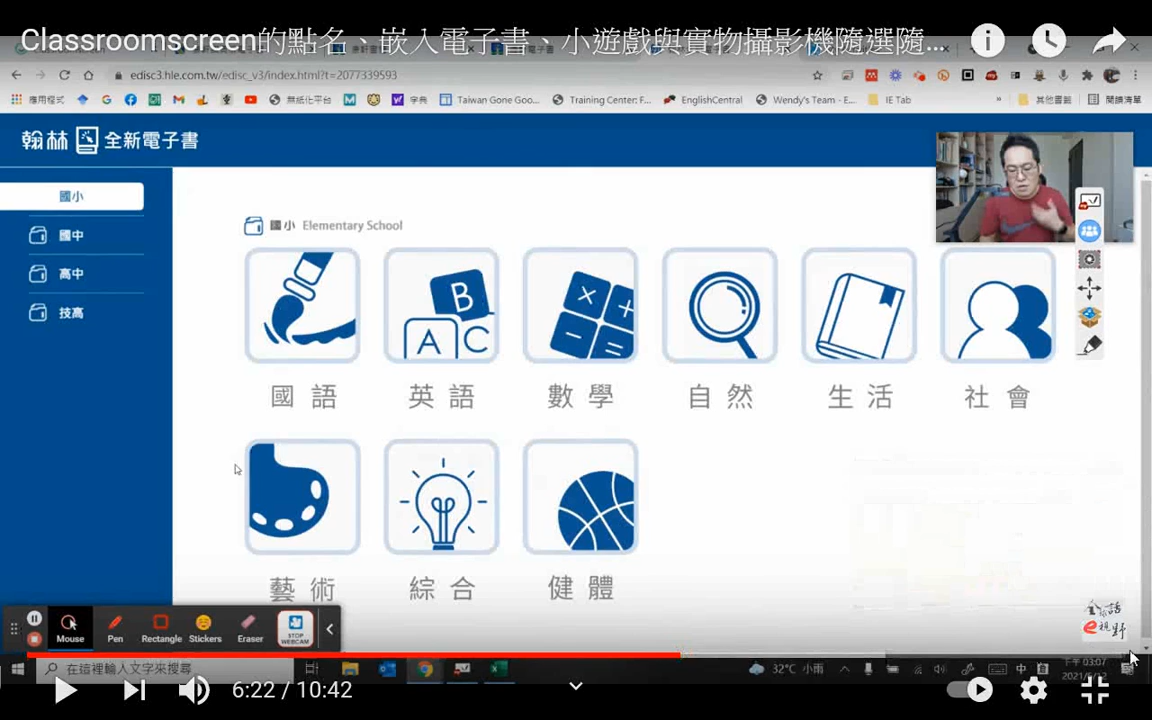 Classroomscreen的點名、嵌入電子書、小遊戲與實物攝影機隨選隨...
edisc3.hle.com.tw/edisc_v3/index.html?t=2077339593
應用程式 無紙化平台 字典 Taiwan Gone Goo... Training Center: F... EnglishCentral Wendy's Team - E... IE Tab » 其他書籤 閱讀清單
翰林 全新電子書
國小
國中
高中
技高
國小 Elementary School
B
A C
國語 英語 數學 自然 生活 社會
藝術 綜合 健體
e視野
Mouse Pen Rectangle Stickers Eraser STOP WEBCAM
在這裡輸入文字來搜尋 32°C 小雨 中 下午 03:07
6:22 / 10:42